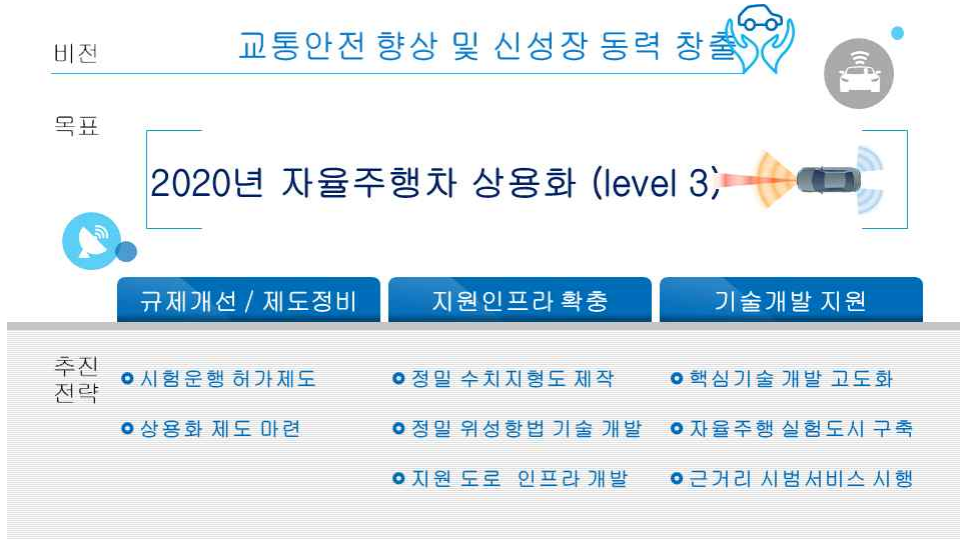 비전
교통안전 향상 및 신성장 동력 창출
목표
2020년 자율주행차 상용화 (level 3)
규제개선 / 제도정비
지원인프라 확충
기술개발 지원
추진
전략
시험운행 허가제도
상용화 제도 마련
정밀 수치지형도 제작
정밀 위성항법 기술 개발
지원 도로 인프라 개발
핵심기술 개발 고도화
자율주행 실험도시 구축
근거리 시범서비스 시행